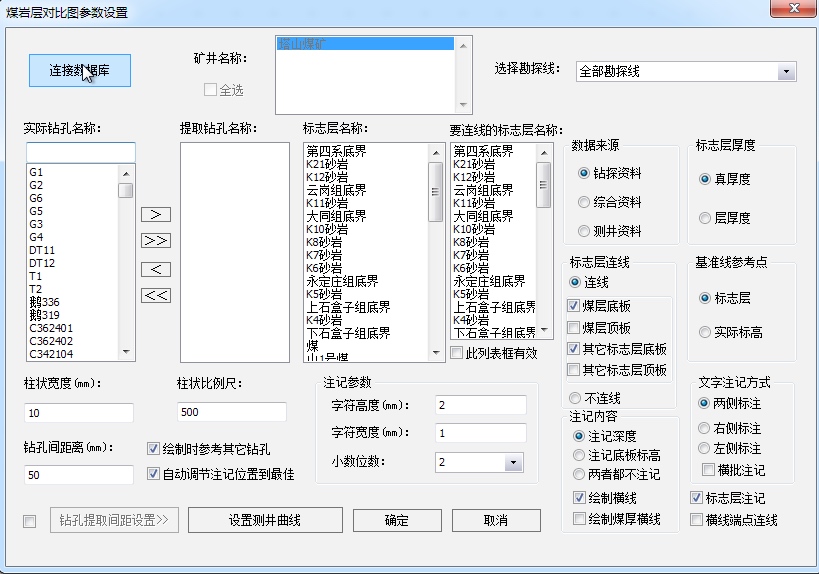 煤岩层对比图参数设置
连接数据库
矿井名称:
塔山煤矿
全选
选择勘探线:
全部勘探线
实际钻孔名称:
提取钻孔名称:
标志层名称:
要连线的标志层名称:
G1
G2
G6
G5
G3
G4
DT11
DT12
T1
T2
鹅336
鹅319
C362401
C362402
C342104
>
>>
<
<<
第四系底界
K21砂岩
K12砂岩
云岗组底界
K11砂岩
大同组底界
K10砂岩
K8砂岩
K7砂岩
K6砂岩
永定庄组底界
K5砂岩
上石盒子组底界
K4砂岩
下石盒子组底界
煤
山1号煤
第四系底界
K21砂岩
K12砂岩
云岗组底界
K11砂岩
大同组底界
K10砂岩
K8砂岩
K7砂岩
K6砂岩
永定庄组底界
K5砂岩
上石盒子组底界
K4砂岩
下石盒子组底界
此列表框有效
数据来源
钻探资料
综合资料
测井资料
标志层厚度
真厚度
层厚度
标志层连线
连线
煤层底板
煤层顶板
其它标志层底板
其它标志层顶板
不连线
基准线参考点
标志层
实际标高
柱状宽度(mm):
10
柱状比例尺:
500
钻孔间距离(mm):
50
绘制时参考其它钻孔
自动调节注记位置到最佳
注记参数
字符高度(mm):
2
字符宽度(mm):
1
小数位数:
2
注记内容
注记深度
注记底板标高
两者都不注记
绘制横线
绘制煤厚横线
文字注记方式
两侧标注
右侧标注
左侧标注
横批注记
标志层注记
横线端点连线
钻孔提取间距设置>>
设置测井曲线
确定
取消